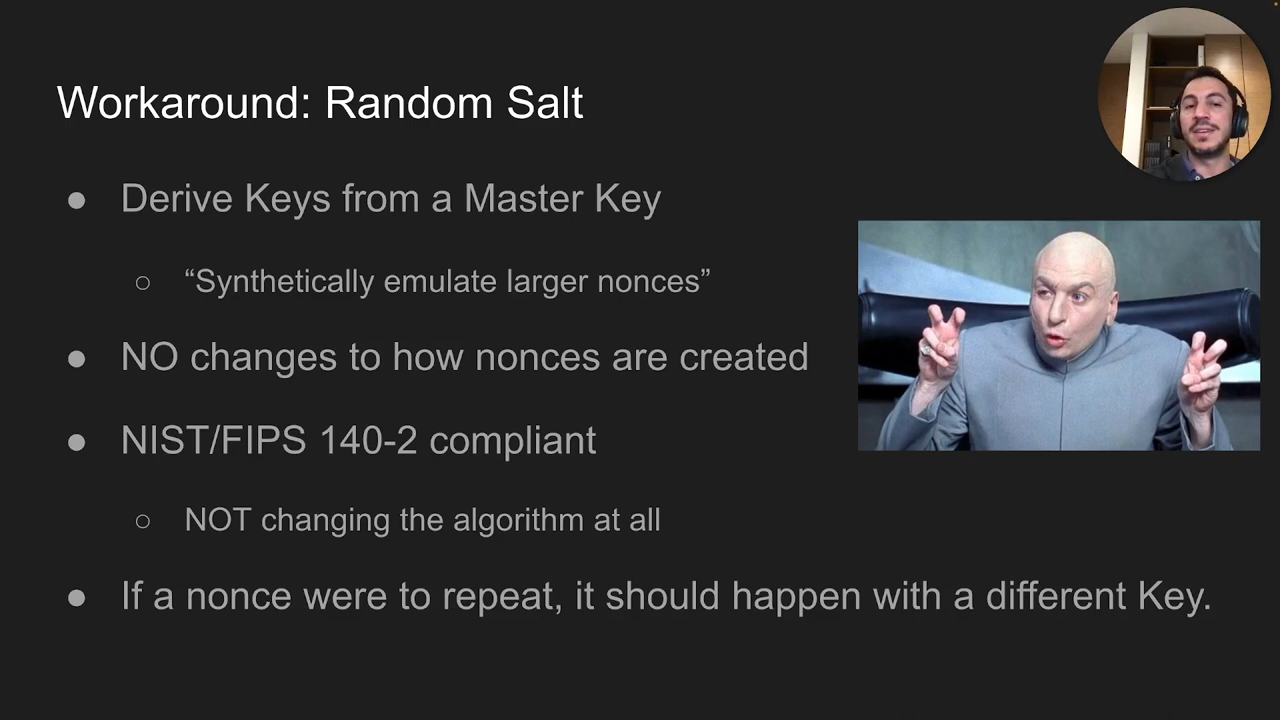 Workaround: Random Salt
● Derive Keys from a Master Key
○ “Synthetically emulate larger nonces”
● NO changes to how nonces are created
● NIST/FIPS 140-2 compliant
○ NOT changing the algorithm at all
● If a nonce were to repeat, it should happen with a different Key.